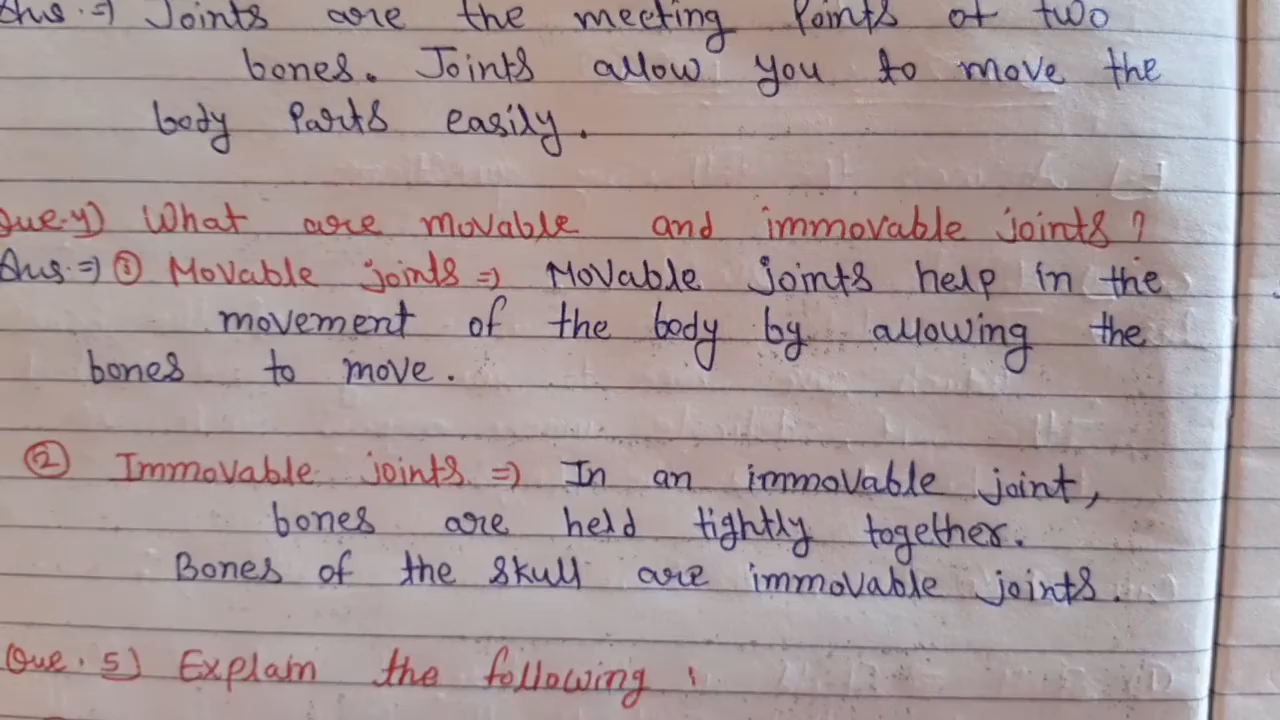 Ans. ⇒ Joints are the meeting Points of two
bones. Joints allow you to move the
body Parts easily.
Que.4) What are movable and immovable joints?
Ans. ⇒ ① Movable joints ⇒ Movable joints help in the
movement of the body by allowing the
bones to move.
② Immovable joints ⇒ In an immovable joint,
bones are held tightly together.
Bones of the skull are immovable joints.
Que. 5) Explain the following :